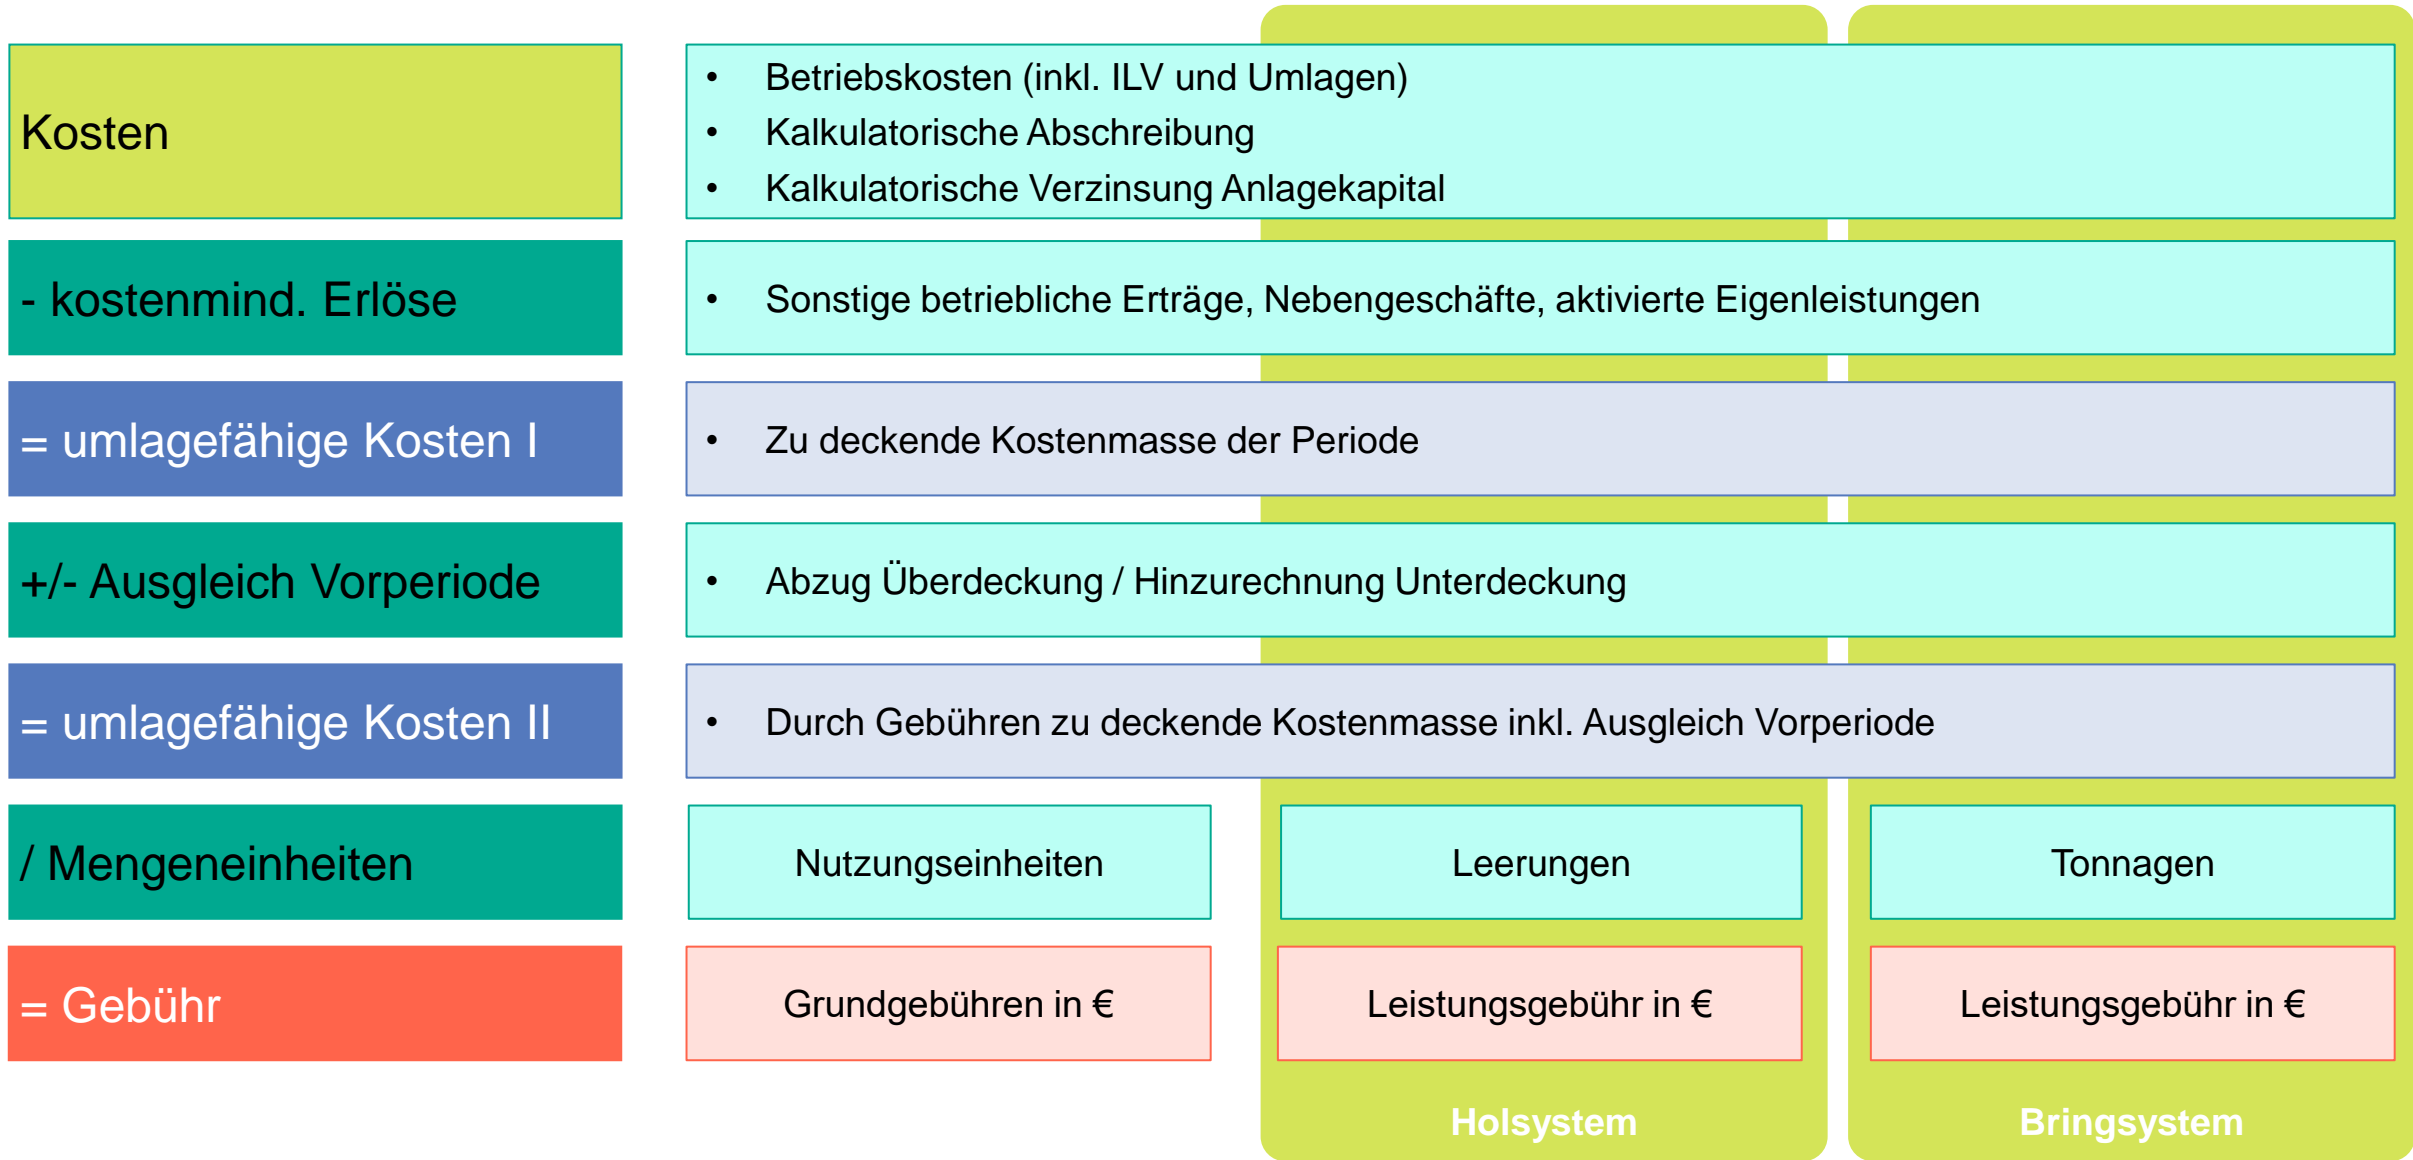 Kosten
• Betriebskosten (inkl. ILV und Umlagen)
• Kalkulatorische Abschreibung
• Kalkulatorische Verzinsung Anlagekapital
- kostenmind. Erlöse
• Sonstige betriebliche Erträge, Nebengeschäfte, aktivierte Eigenleistungen
= umlagefähige Kosten I
• Zu deckende Kostenmasse der Periode
+/- Ausgleich Vorperiode
• Abzug Überdeckung / Hinzurechnung Unterdeckung
= umlagefähige Kosten II
• Durch Gebühren zu deckende Kostenmasse inkl. Ausgleich Vorperiode
/ Mengeneinheiten
Nutzungseinheiten
Leerungen
Tonnagen
= Gebühr
Grundgebühren in €
Leistungsgebühr in €
Leistungsgebühr in €
Holsystem
Bringsystem